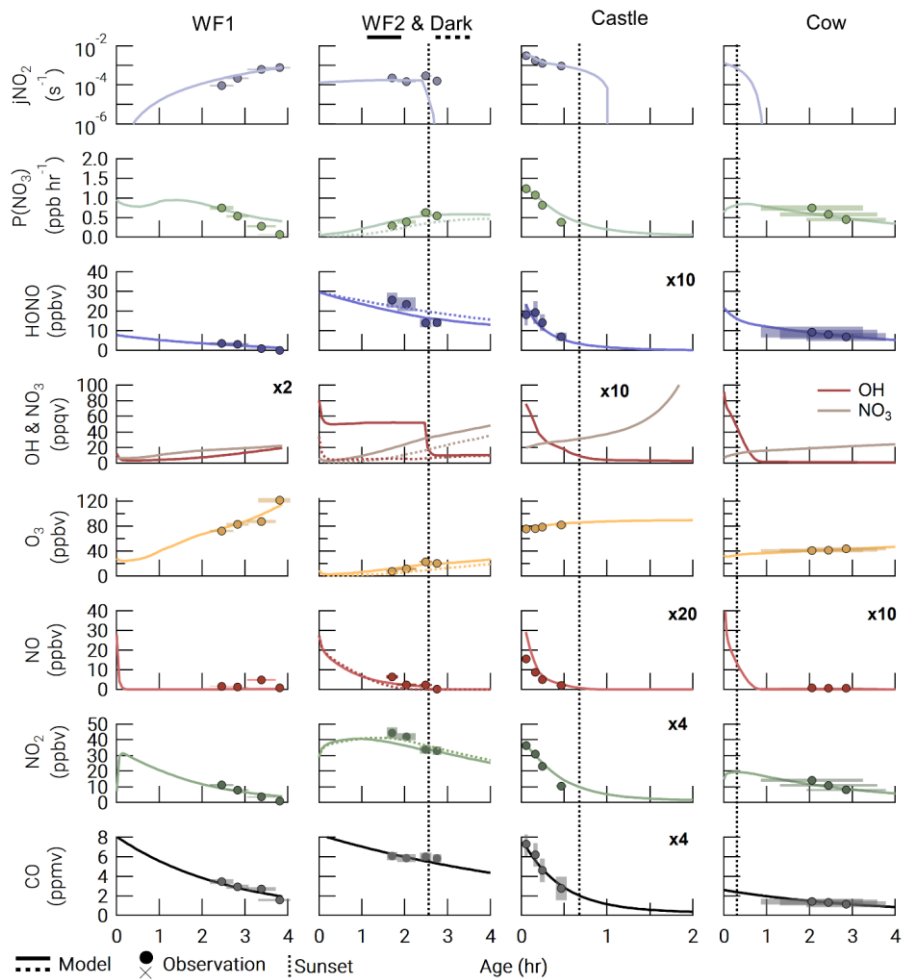 WF1
WF2 & Dark
Castle
Cow
jNO2 (s-1)
10-2
10-4
10-6
P(NO3) (ppb hr-1)
2.0
1.5
1.0
0.5
0.0
HONO (ppbv)
40
30
20
10
0
x10
OH & NO3 (ppqv)
100
80
60
40
20
0
x2
x10
OH
NO3
O3 (ppbv)
120
80
40
0
NO (ppbv)
40
30
20
10
0
x20
x10
NO2 (ppbv)
50
40
30
20
10
0
x4
CO (ppmv)
8
6
4
2
0
x4
0 1 2 3 4
0 1 2 3 4
0 1 2
0 1 2 3 4
Model
Observation
Sunset
Age (hr)